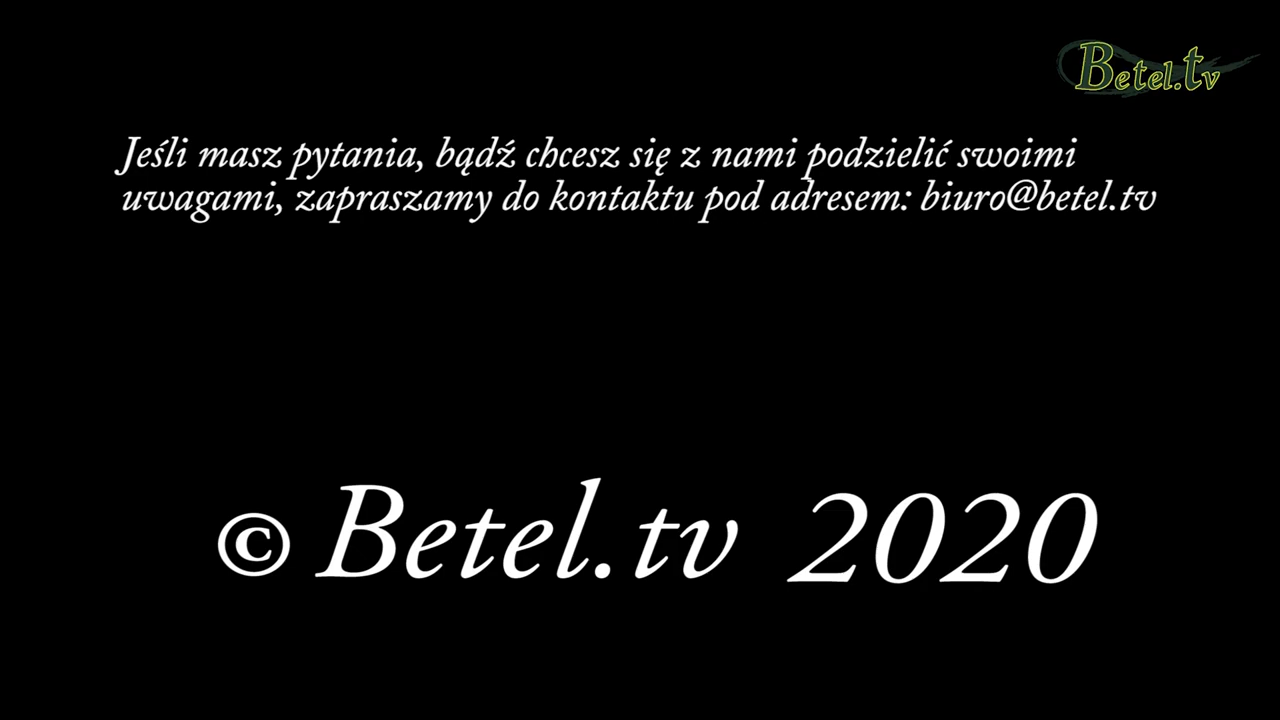 Betel.tv
Jeśli masz pytania, bądź chcesz się z nami podzielić swoimi
uwagami, zapraszamy do kontaktu pod adresem: biuro@betel.tv
© Betel.tv 2020